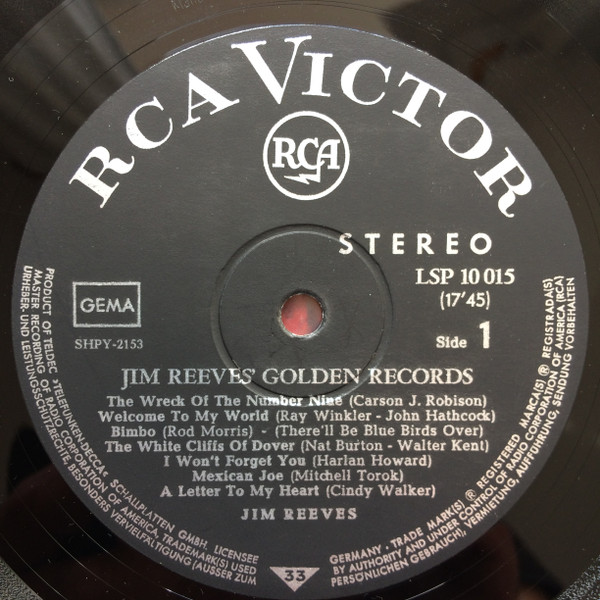 RCA VICTOR
RCA
STEREO
LSP 10 015
(17'45)
GEMA
SHPY-2153
Side 1
JIM REEVES' GOLDEN RECORDS
The Wreck Of The Number Nine (Carson J. Robison)
Welcome To My World (Ray Winkler - John Hathcock)
Bimbo (Rod Morris) - (There'll Be Blue Birds Over)
The White Cliffs Of Dover (Nat Burton - Walter Kent)
I Won't Forget You (Harlan Howard)
Mexican Joe (Mitchell Torok)
A Letter To My Heart (Cindy Walker)
JIM REEVES
33
PRODUCT OF TELDEC »TELEFUNKEN-DECCA« SCHALLPLATTEN GMBH, LICENSEE
MASTER RECORDING OF RADIO CORPORATION OF AMERICA, TRADEMARK(S) USED
URHEBER- UND LEISTUNGSSCHUTZRECHTE, BESONDERS VERVIELFÄLTIGUNG (AUSSER ZUM
GERMANY · TRADE MARK(S) ® REGISTERED MARCA(S) ® REGISTRADA(S)
BY AUTHORITY AND UNDER CONTROL OF RADIO CORPORATION OF AMERICA (RCA)
PERSÖNLICHEN GEBRAUCH), VERMIETUNG, AUFFÜHRUNG, SENDUNG VORBEHALTEN